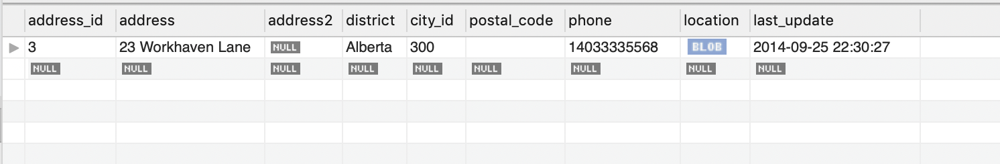 address_id address address2 district city_id postal_code phone location last_update
3 23 Workhaven Lane NULL Alberta 300 14033335568 BLOB 2014-09-25 22:30:27
NULL NULL NULL NULL NULL NULL NULL NULL NULL